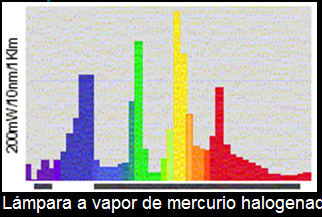 200mW/10nm/1Klm
Lámpara a vapor de mercurio halogenad